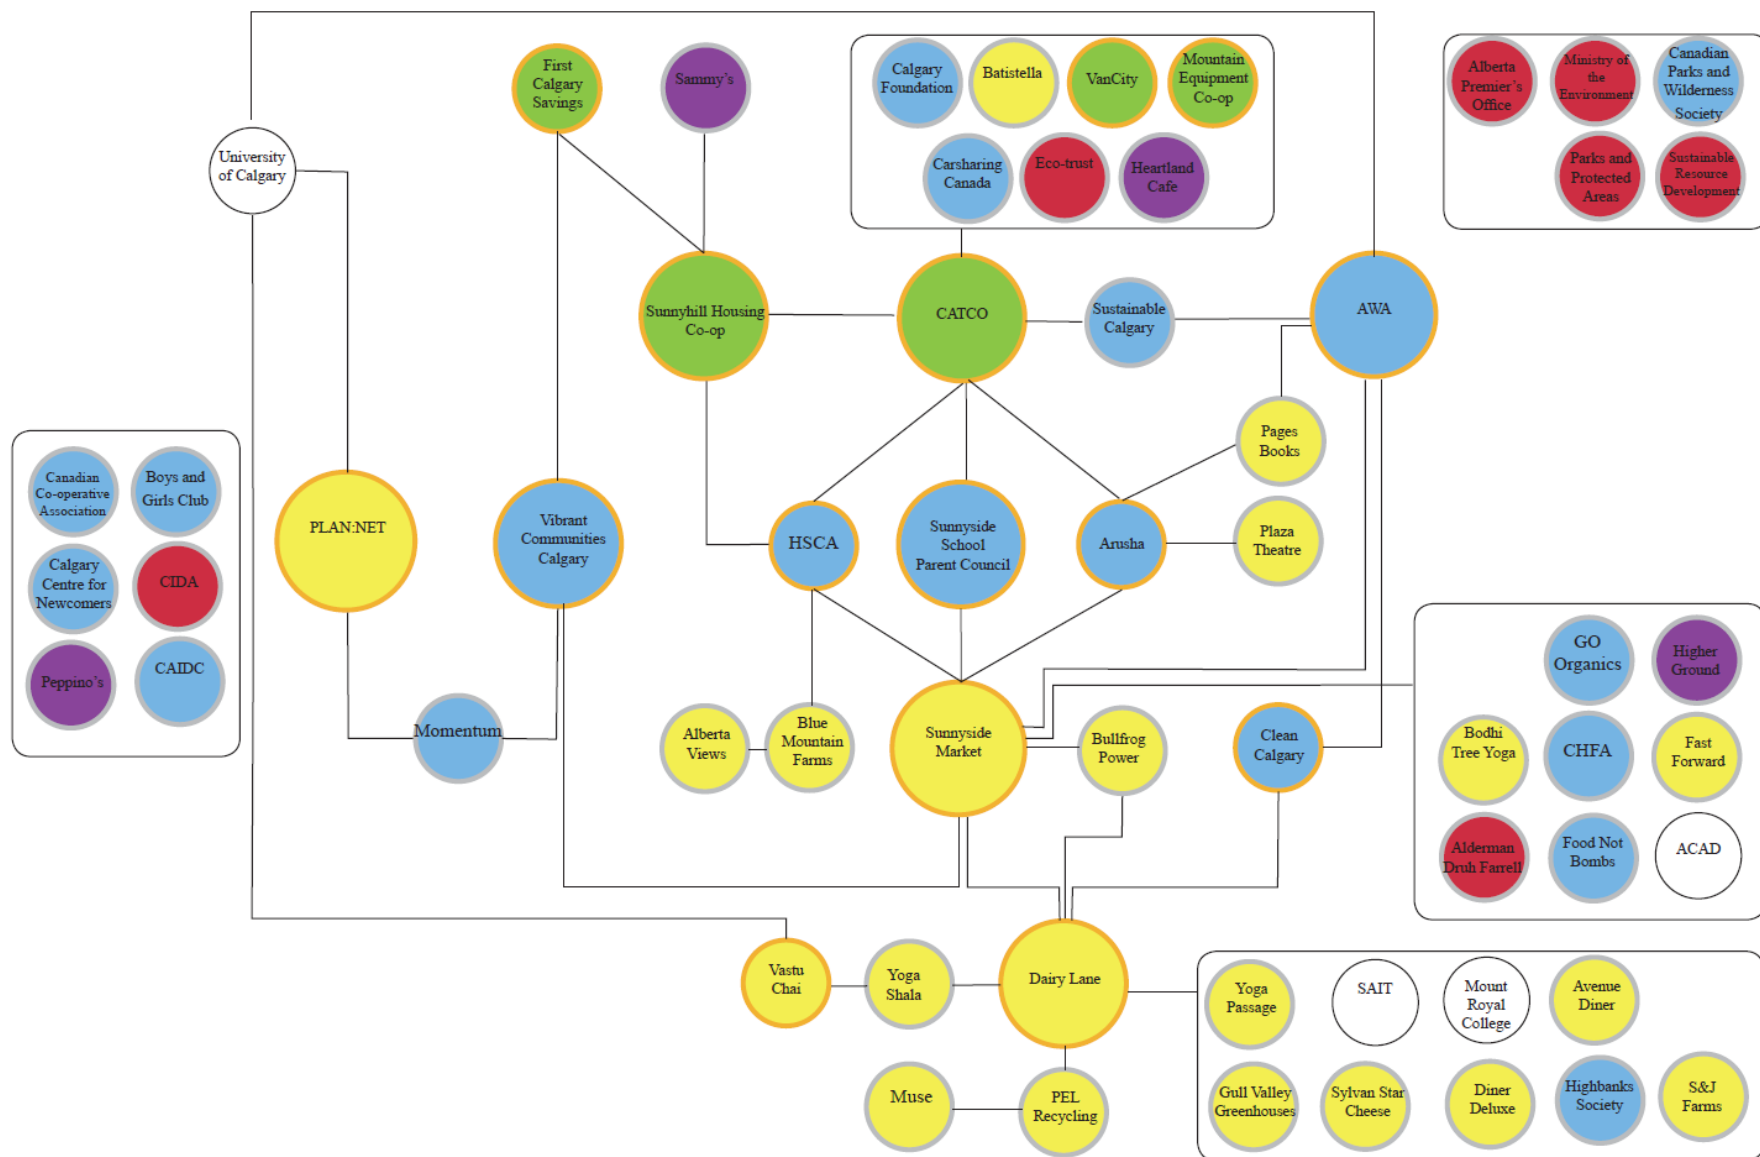 First
Calgary
Savings
Sammy's
Calgary
Foundation
Batistella
VanCity
Mountain
Equipment
Co-op
Carsharing
Canada
Eco-trust
Heartland
Cafe
Alberta
Premier's
Office
Ministry of
the
Environment
Canadian
Parks and
Wilderness
Society
Parks and
Protected
Areas
Sustainable
Resource
Development
University
of Calgary
Sunnyhill Housing
Co-op
CATCO
Sustainable
Calgary
AWA
Pages
Books
Canadian
Co-operative
Association
Boys and
Girls Club
Calgary
Centre for
Newcomers
CIDA
Peppino's
CAIDC
PLAN:NET
Vibrant
Communities
Calgary
HSCA
Sunnyside
School
Parent Council
Arusha
Plaza
Theatre
Momentum
Alberta
Views
Blue
Mountain
Farms
Sunnyside
Market
Bullfrog
Power
Clean
Calgary
GO
Organics
Higher
Ground
Bodhi
Tree Yoga
CHFA
Fast
Forward
Alderman
Druh Farrell
Food Not
Bombs
ACAD
Vastu
Chai
Yoga
Shala
Dairy Lane
Muse
PEL
Recycling
Yoga
Passage
SAIT
Mount
Royal
College
Avenue
Diner
Gull Valley
Greenhouses
Sylvan Star
Cheese
Diner
Deluxe
Highbanks
Society
S&J
Farms